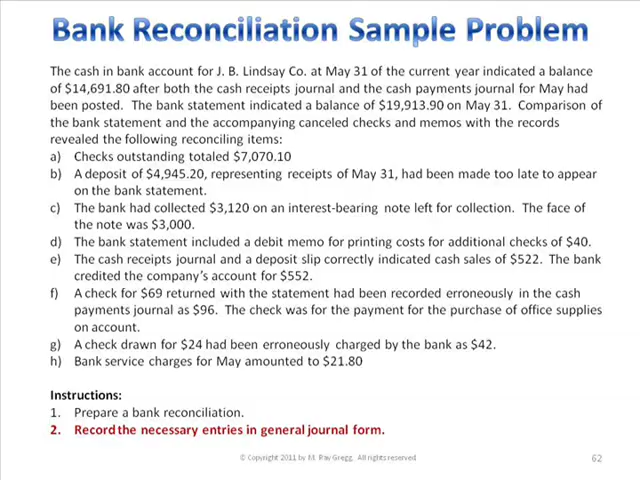 Bank Reconciliation Sample Problem
The cash in bank account for J. B. Lindsay Co. at May 31 of the current year indicated a balance
of $14,691.80 after both the cash receipts journal and the cash payments journal for May had
been posted. The bank statement indicated a balance of $19,913.90 on May 31. Comparison of
the bank statement and the accompanying canceled checks and memos with the records
revealed the following reconciling items:
a) Checks outstanding totaled $7,070.10
b) A deposit of $4,945.20, representing receipts of May 31, had been made too late to appear
on the bank statement.
c) The bank had collected $3,120 on an interest-bearing note left for collection. The face of
the note was $3,000.
d) The bank statement included a debit memo for printing costs for additional checks of $40.
e) The cash receipts journal and a deposit slip correctly indicated cash sales of $522. The bank
credited the company's account for $552.
f) A check for $69 returned with the statement had been recorded erroneously in the cash
payments journal as $96. The check was for the payment for the purchase of office supplies
on account.
g) A check drawn for $24 had been erroneously charged by the bank as $42.
h) Bank service charges for May amounted to $21.80
Instructions:
1. Prepare a bank reconciliation.
2. Record the necessary entries in general journal form.
© Copyright 2011 by M. Ray Gregg. All rights reserved
62